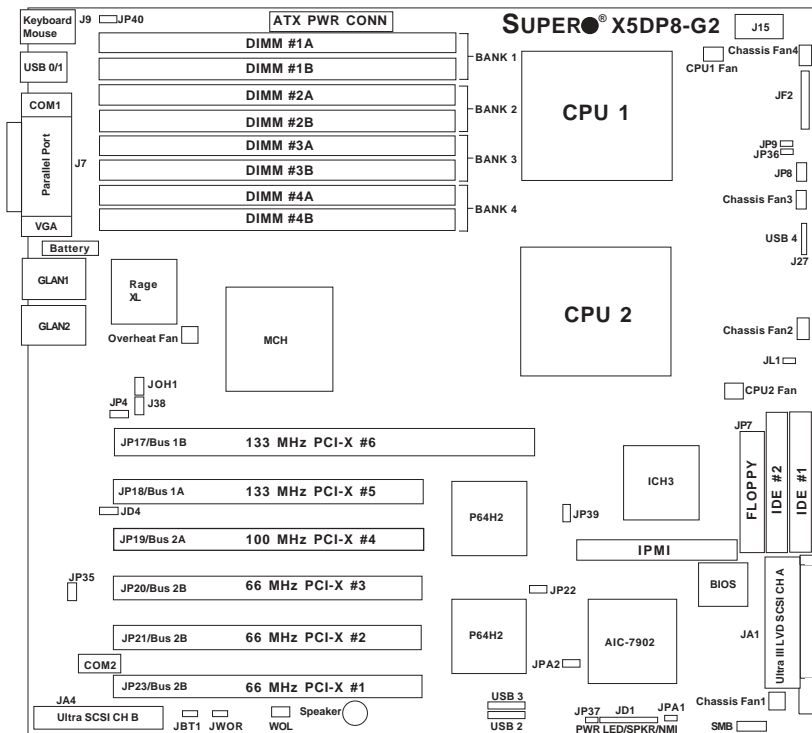 Keyboard
Mouse
J9
JP40
ATX PWR CONN
SUPER® X5DP8-G2
J15
Chassis Fan4
CPU1 Fan
USB 0/1
DIMM #1A
DIMM #1B
BANK 1
DIMM #2A
DIMM #2B
BANK 2
DIMM #3A
DIMM #3B
BANK 3
DIMM #4A
DIMM #4B
BANK 4
CPU 1
JF2
COM1
Parallel Port
J7
VGA
JP9
JP36
JP8
Chassis Fan3
USB 4
J27
Battery
GLAN1
GLAN2
Rage
XL
Overheat Fan
MCH
CPU 2
Chassis Fan2
JL1
CPU2 Fan
JOH1
JP4
J38
JP7
FLOPPY
IDE #2
IDE #1
JP17/Bus 1B 133 MHz PCI-X #6
JP18/Bus 1A 133 MHz PCI-X #5
JD4
JP19/Bus 2A 100 MHz PCI-X #4
JP35
JP20/Bus 2B 66 MHz PCI-X #3
JP21/Bus 2B 66 MHz PCI-X #2
COM2
JP23/Bus 2B 66 MHz PCI-X #1
P64H2
JP39
ICH3
IPMI
BIOS
JP22
P64H2
AIC-7902
JPA2
JA1
Ultra III LVD SCSI CH A
JA4
Ultra SCSI CH B
JBT1
JWOR
WOL
Speaker
USB 3
USB 2
JP37
JD1
JPA1
PWR LED/SPKR/NMI
Chassis Fan1
SMB